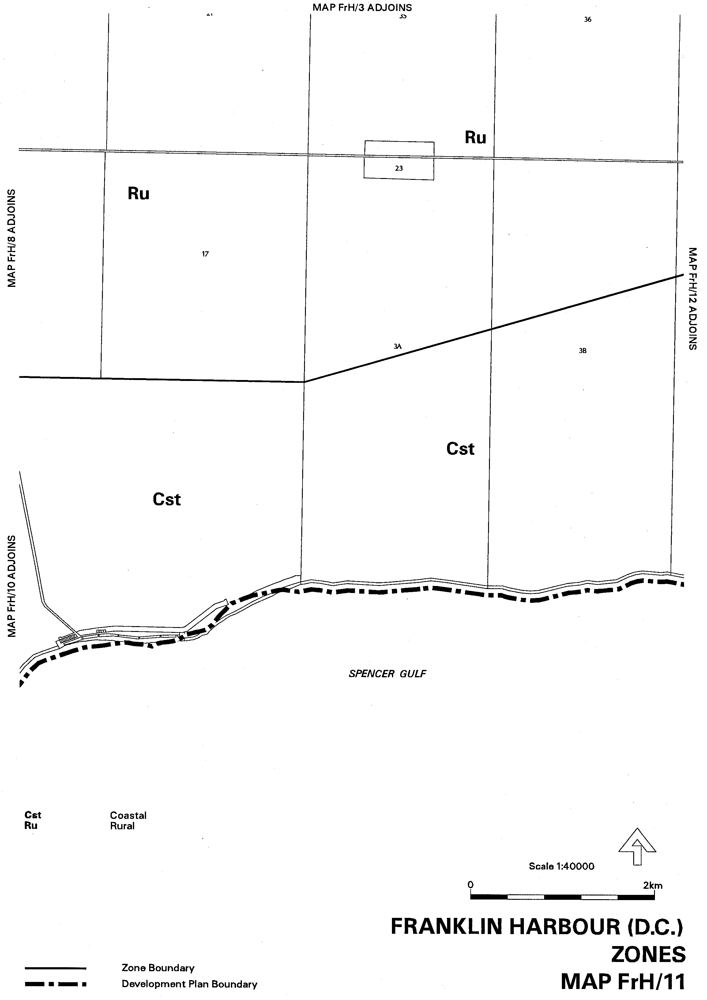 MAP FrH/3 ADJOINS
21
35
36
Ru
23
Ru
MAP FrH/8 ADJOINS
17
MAP FrH/12 ADJOINS
3A
3B
Cst
Cst
MAP FrH/10 ADJOINS
SPENCER GULF
Cst Coastal
Ru Rural
Scale 1:40000
0 2km
FRANKLIN HARBOUR (D.C.)
ZONES
MAP FrH/11
Zone Boundary
Development Plan Boundary